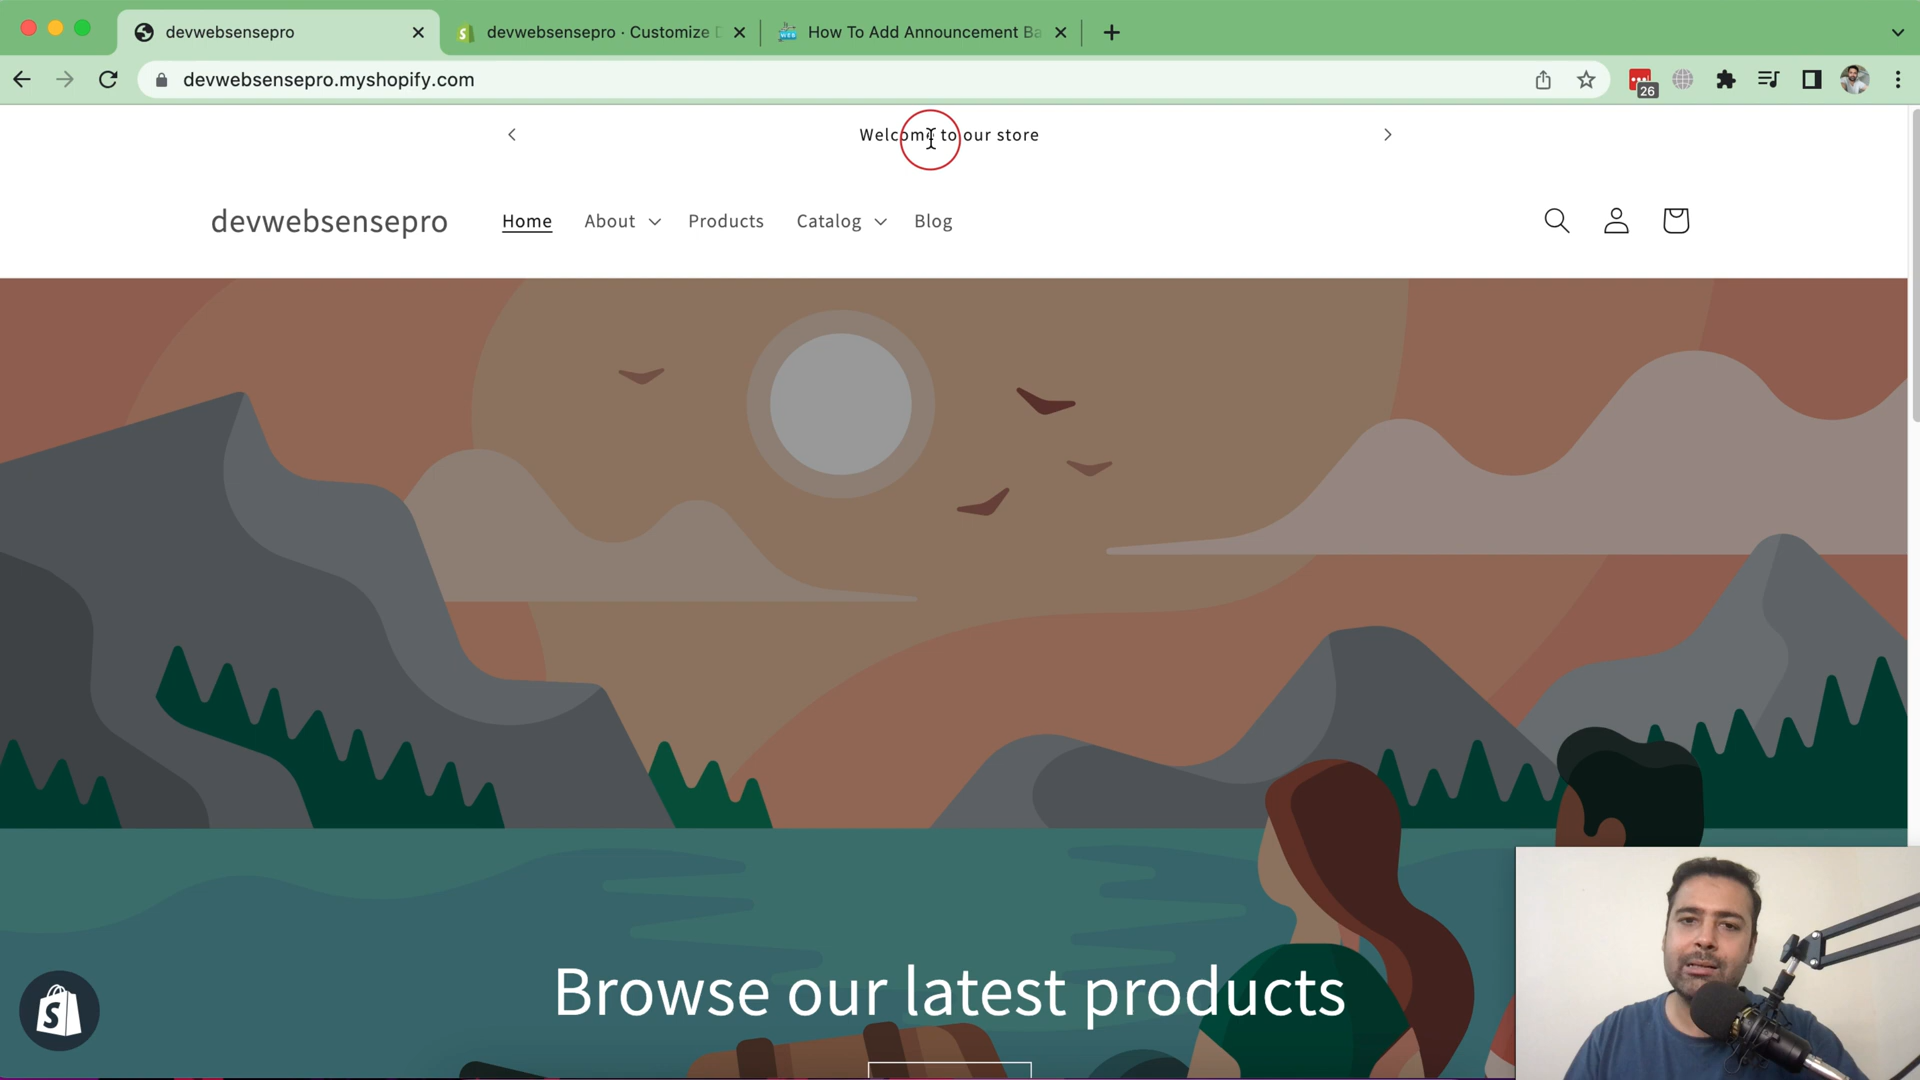 devwebsensepro
devwebsensepro · Customize D
How To Add Announcement Ba
devwebsensepro.myshopify.com
26
Welcome to our store
devwebsensepro
Home
About
Products
Catalog
Blog
Browse our latest products